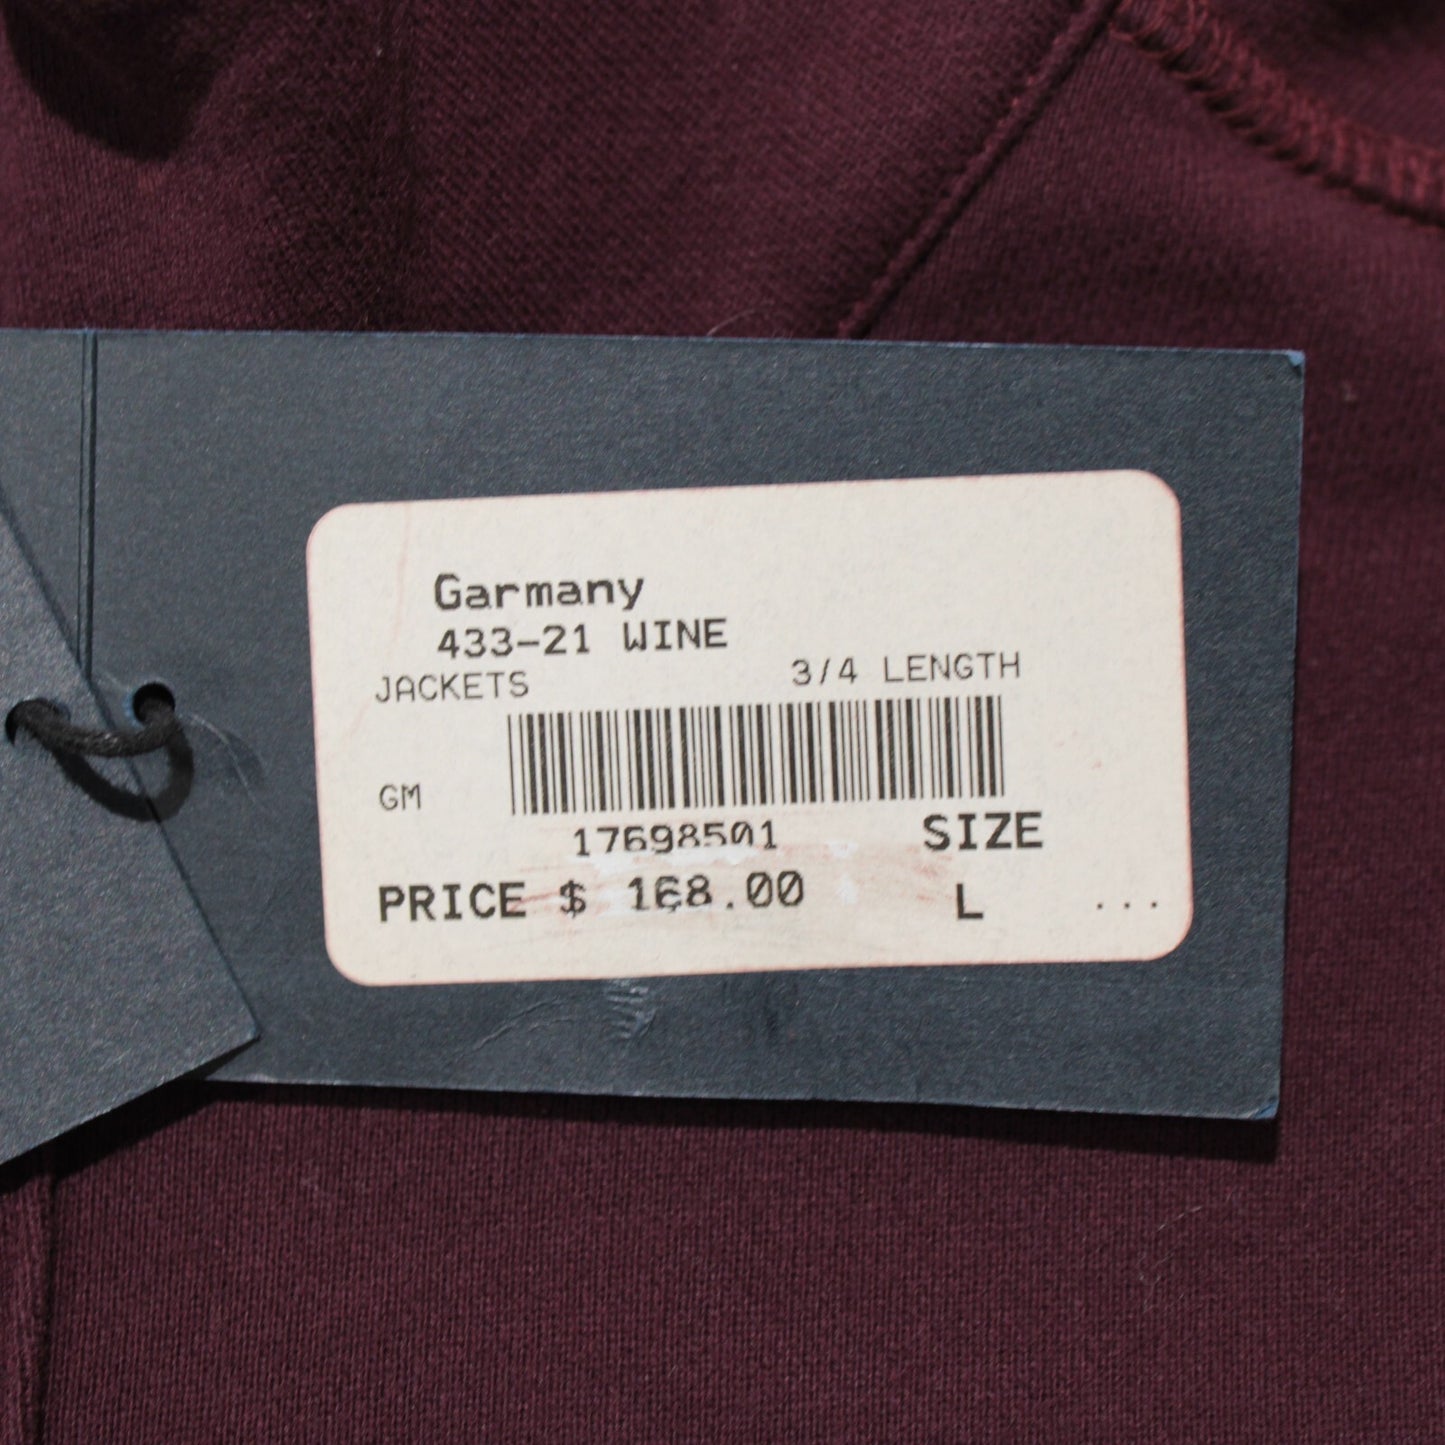 Garmany
433-21 WINE
JACKETS 3/4 LENGTH
GM
17698501 SIZE
PRICE $ 168.00 L ...